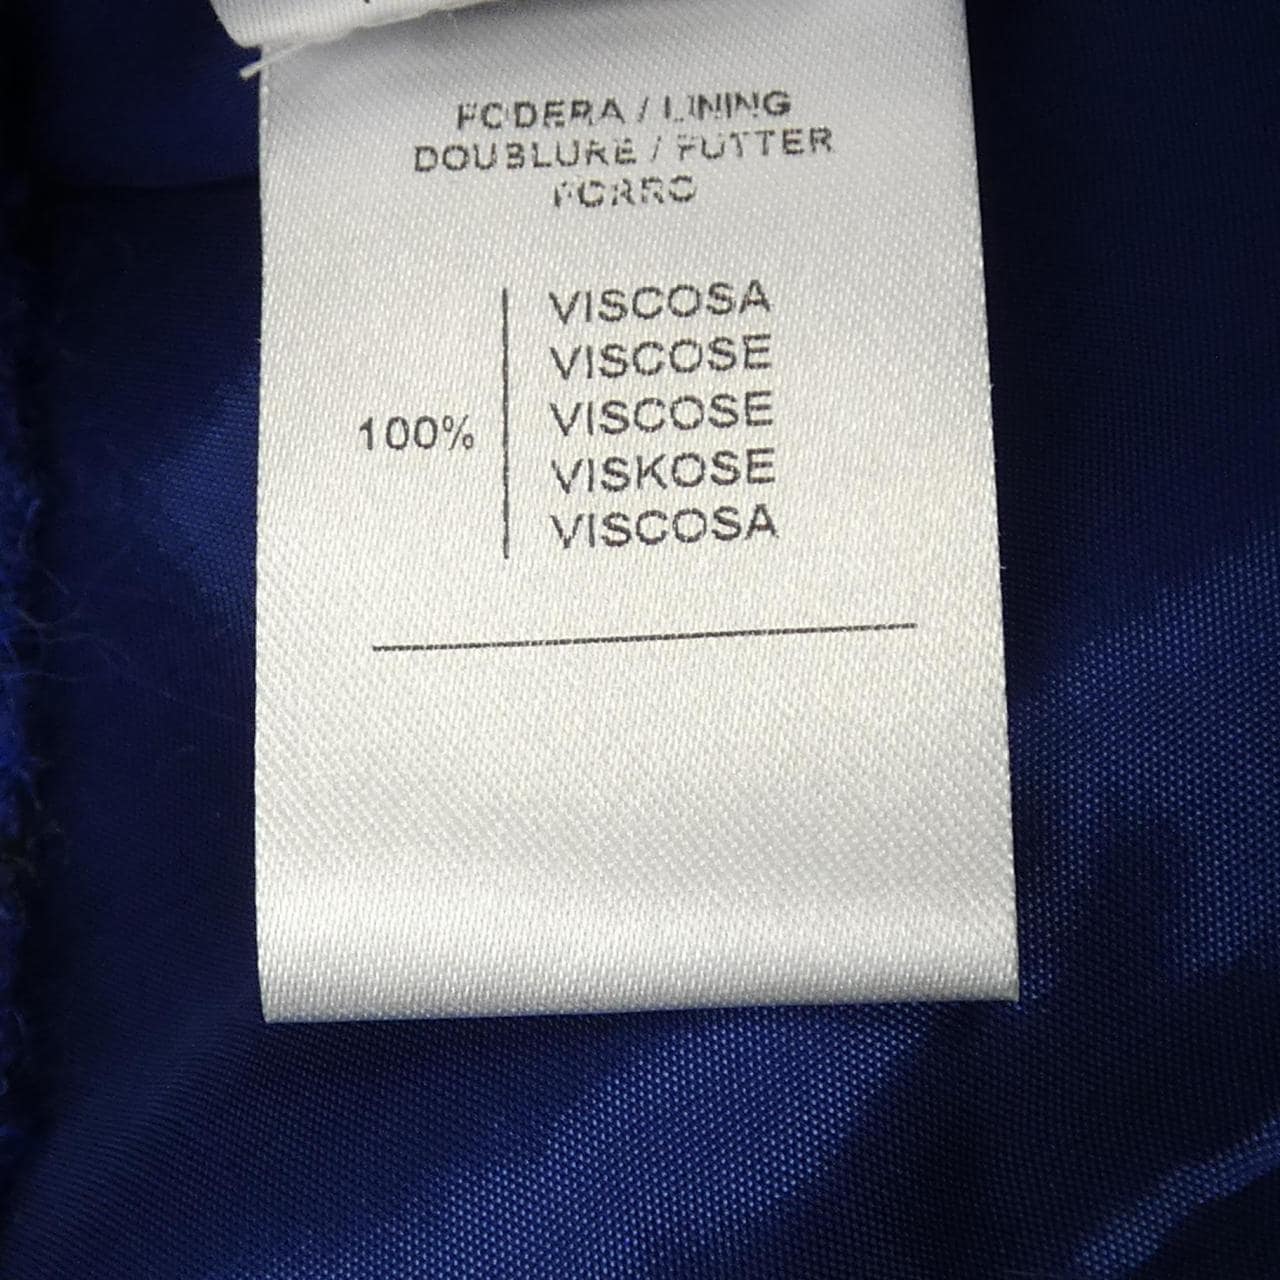 FODERA / LINING
DOUBLURE / FUTTER
FORRO
100%
VISCOSA
VISCOSE
VISCOSE
VISKOSE
VISCOSA